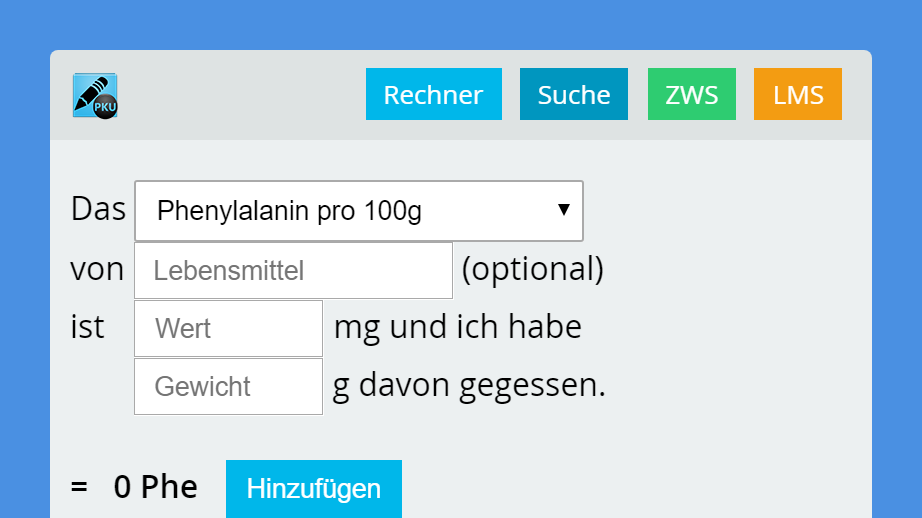 PKU Rechner Suche ZWS LMS
Das Phenylalanin pro 100g
von Lebensmittel (optional)
ist Wert mg und ich habe
Gewicht g davon gegessen.
= 0 Phe Hinzufügen